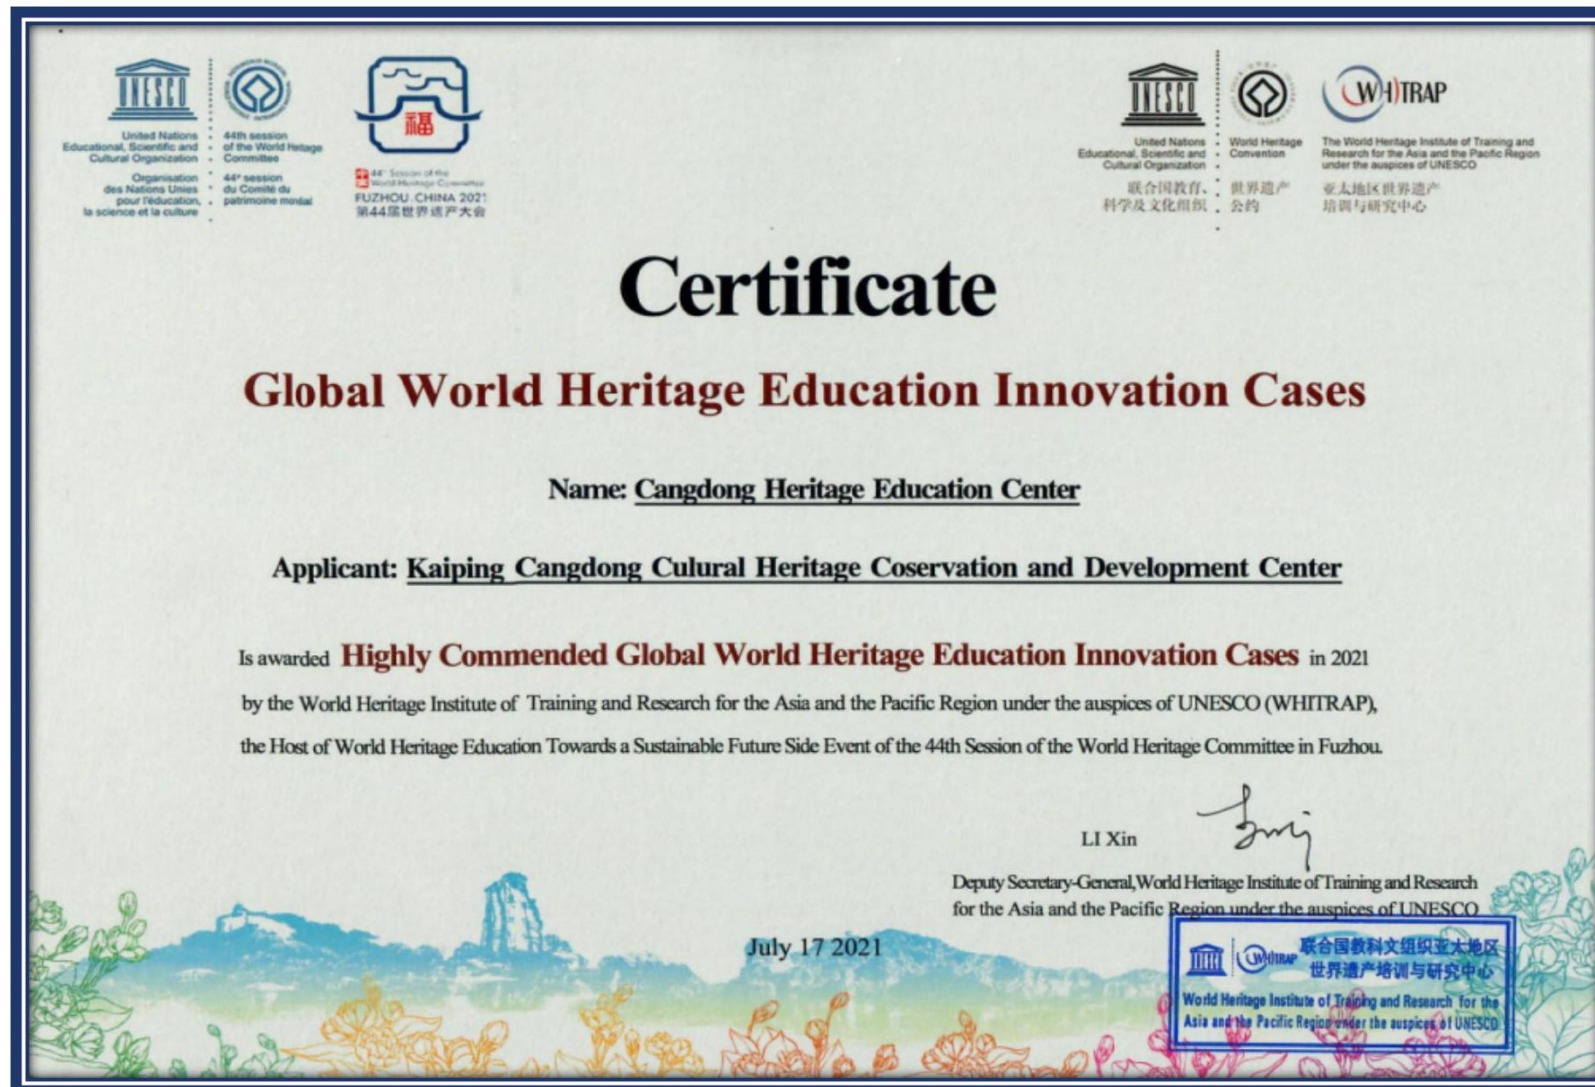 UNESCO
United Nations
Educational, Scientific and
Cultural Organization
Organisation
des Nations Unies
pour l'éducation,
la science et la culture
44th session
of the World Hetage
Committee
44e session
du Comité du
patrimoine mondial
福
44th Session of the
World Heritage Committee
FUZHOU . CHINA 2021
第44届世界遗产大会
UNESCO
United Nations
Educational, Scientific and
Cultural Organization
联合国教育、
科学及文化组织
World Heritage
Convention
世界遗产
公约
WHITRAP
The World Heritage Institute of Training and
Research for the Asia and the Pacific Region
under the auspices of UNESCO
亚太地区世界遗产
培训与研究中心
Certificate
Global World Heritage Education Innovation Cases
Name: Cangdong Heritage Education Center
Applicant: Kaiping Cangdong Culural Heritage Coservation and Development Center
Is awarded Highly Commended Global World Heritage Education Innovation Cases in 2021
by the World Heritage Institute of Training and Research for the Asia and the Pacific Region under the auspices of UNESCO (WHITRAP),
the Host of World Heritage Education Towards a Sustainable Future Side Event of the 44th Session of the World Heritage Committee in Fuzhou.
LI Xin
Deputy Secretary-General,World Heritage Institute of Training and Research
for the Asia and the Pacific Region under the auspices of UNESCO
July 17 2021
WHITRAP
联合国教科文组织亚太地区
世界遗产培训与研究中心
World Heritage Institute of Training and Research for the
Asia and the Pacific Region under the auspices of UNESCO